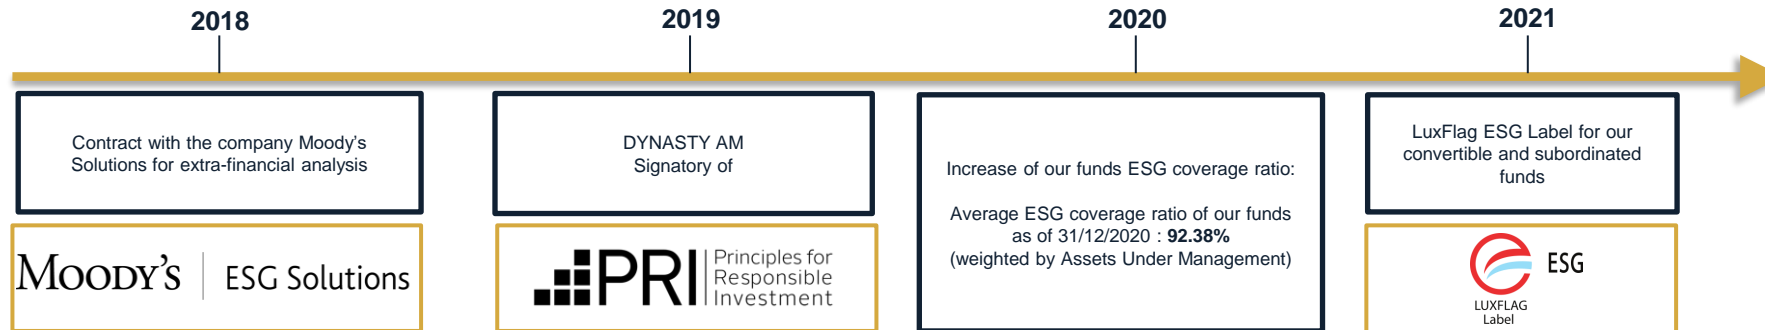 2018
2019
2020
2021
Contract with the company Moody's
Solutions for extra-financial analysis
MOODY'S | ESG Solutions
DYNASTY AM
Signatory of
PRI
Principles for
Responsible
Investment
Increase of our funds ESG coverage ratio:
Average ESG coverage ratio of our funds
as of 31/12/2020 : 92.38%
(weighted by Assets Under Management)
LuxFlag ESG Label for our
convertible and subordinated
funds
ESG
LUXFLAG
Label